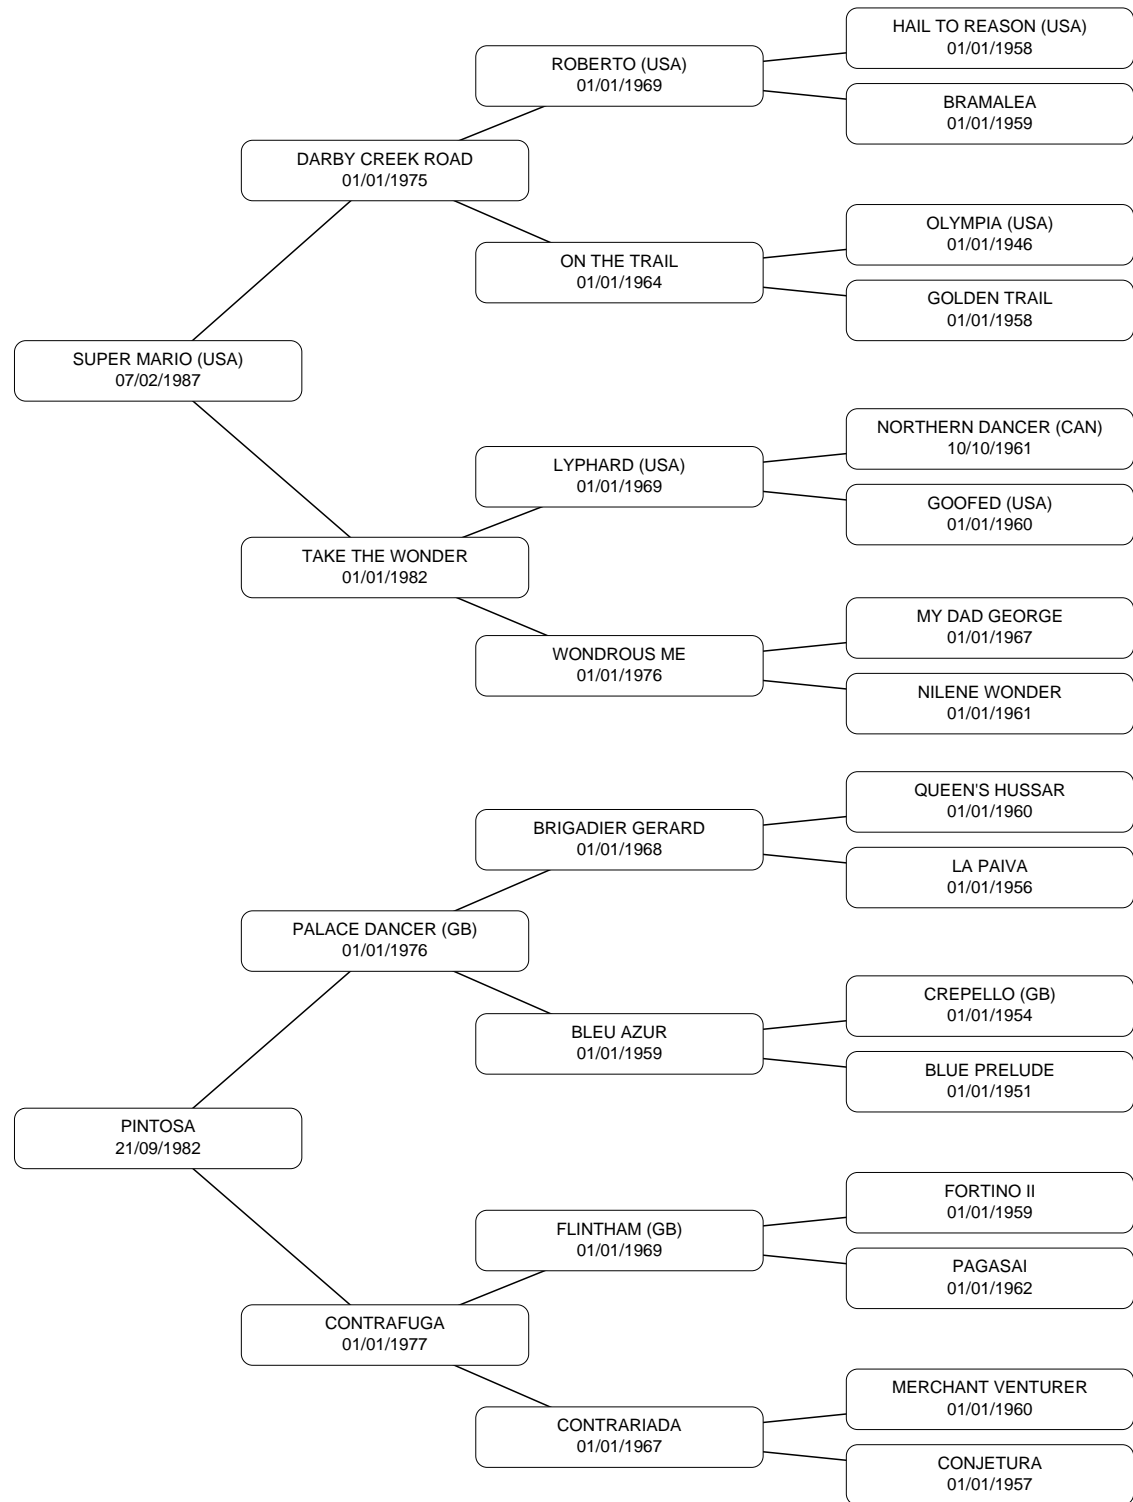 HAIL TO REASON (USA)
01/01/1958
ROBERTO (USA)
01/01/1969
BRAMALEA
01/01/1959
DARBY CREEK ROAD
01/01/1975
OLYMPIA (USA)
01/01/1946
ON THE TRAIL
01/01/1964
GOLDEN TRAIL
01/01/1958
SUPER MARIO (USA)
07/02/1987
NORTHERN DANCER (CAN)
10/10/1961
LYPHARD (USA)
01/01/1969
GOOFED (USA)
01/01/1960
TAKE THE WONDER
01/01/1982
MY DAD GEORGE
01/01/1967
WONDROUS ME
01/01/1976
NILENE WONDER
01/01/1961
QUEEN'S HUSSAR
01/01/1960
BRIGADIER GERARD
01/01/1968
LA PAIVA
01/01/1956
PALACE DANCER (GB)
01/01/1976
CREPELLO (GB)
01/01/1954
BLEU AZUR
01/01/1959
BLUE PRELUDE
01/01/1951
PINTOSA
21/09/1982
FORTINO II
01/01/1959
FLINTHAM (GB)
01/01/1969
PAGASAI
01/01/1962
CONTRAFUGA
01/01/1977
MERCHANT VENTURER
01/01/1960
CONTRARIADA
01/01/1967
CONJETURA
01/01/1957